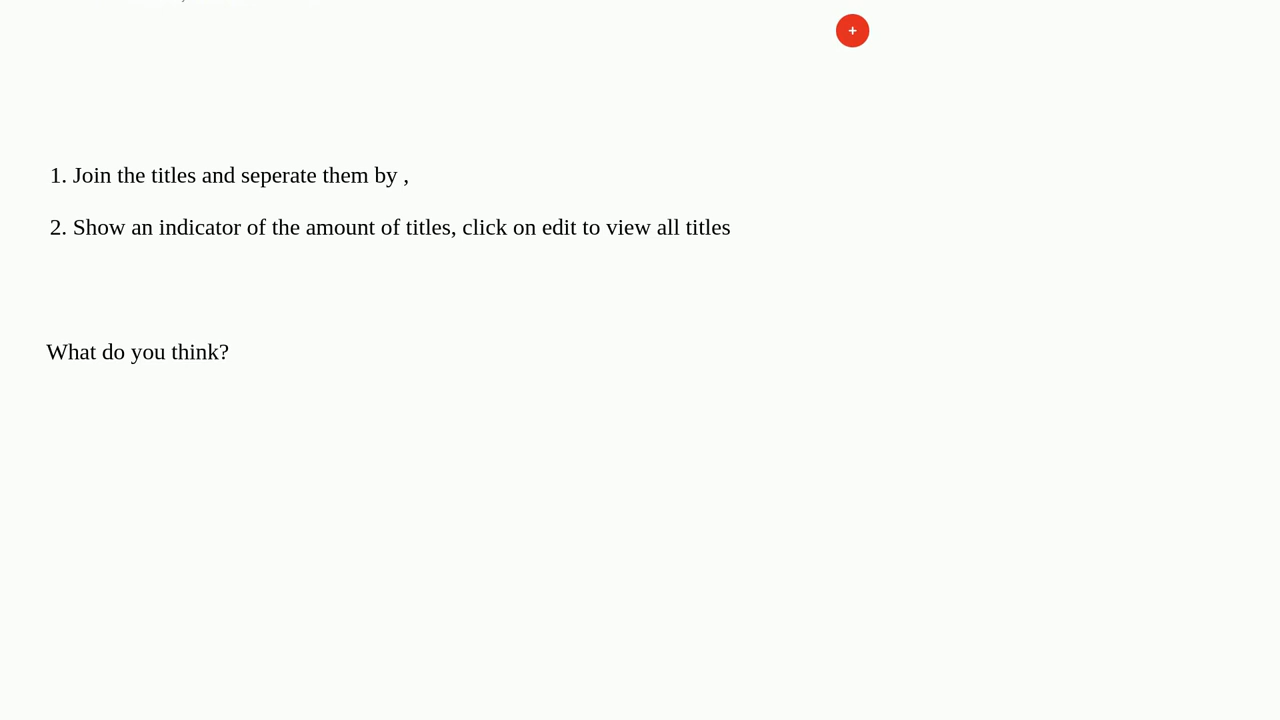 +
1. Join the titles and seperate them by ,
2. Show an indicator of the amount of titles, click on edit to view all titles
What do you think?